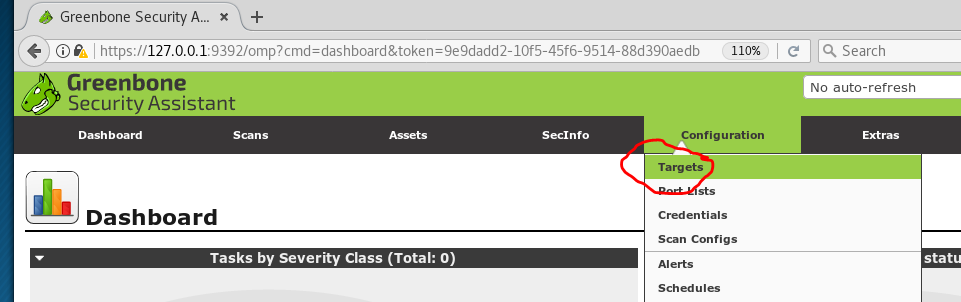 Greenbone Security A...
https://127.0.0.1:9392/omp?cmd=dashboard&token=9e9dadd2-10f5-45f6-9514-88d390aedb 110% Search
Greenbone
Security Assistant
No auto-refresh
Dashboard Scans Assets SecInfo Configuration Extras
Targets
Port Lists
Credentials
Scan Configs
Alerts
Schedules
Dashboard
Tasks by Severity Class (Total: 0)
statu